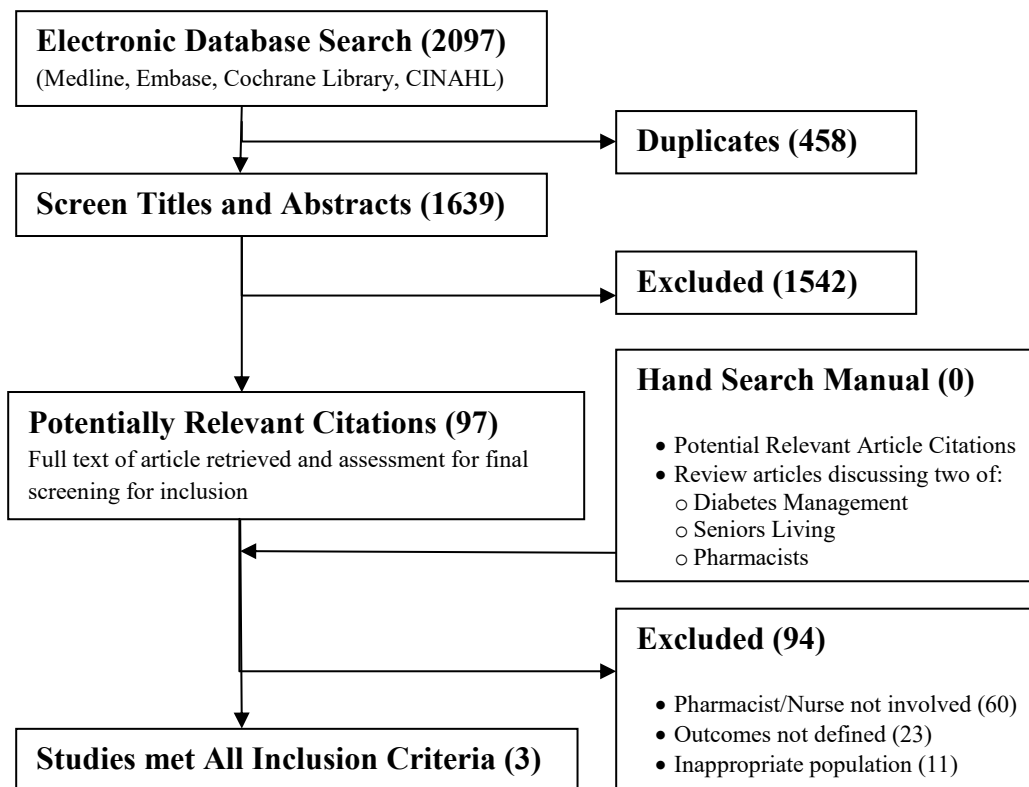 Electronic Database Search (2097)
(Medline, Embase, Cochrane Library, CINAHL)
Duplicates (458)
Screen Titles and Abstracts (1639)
Excluded (1542)
Hand Search Manual (0)
• Potential Relevant Article Citations
• Review articles discussing two of:
o Diabetes Management
o Seniors Living
o Pharmacists
Potentially Relevant Citations (97)
Full text of article retrieved and assessment for final
screening for inclusion
Excluded (94)
• Pharmacist/Nurse not involved (60)
• Outcomes not defined (23)
• Inappropriate population (11)
Studies met All Inclusion Criteria (3)